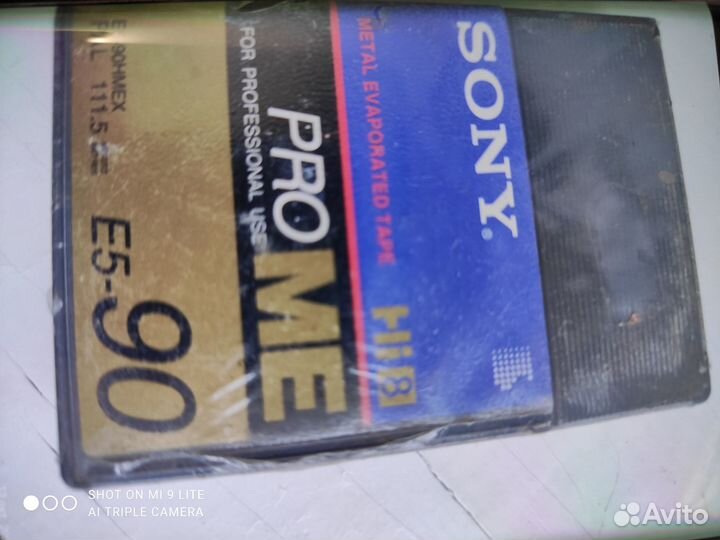 SONY
METAL EVAPORATED TAPE
Hi8
PRO ME
FOR PROFESSIONAL USE
E5-90
90HMEX
111.5
SHOT ON MI 9 LITE
AI TRIPLE CAMERA
Avito